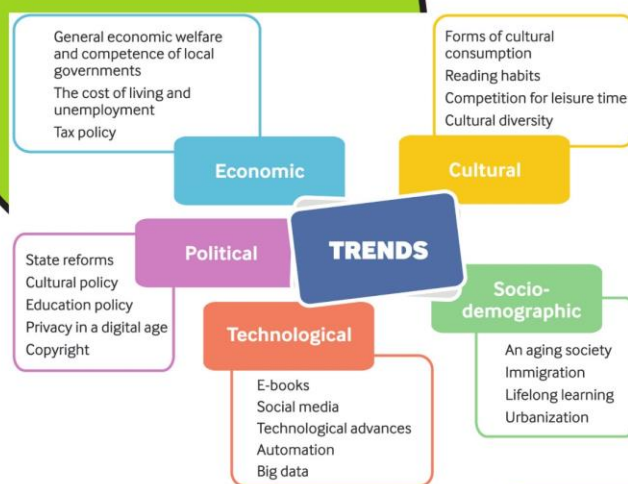 General economic welfare
and competence of local
governments
The cost of living and
unemployment
Tax policy
Economic
Forms of cultural
consumption
Reading habits
Competition for leisure time
Cultural diversity
Cultural
TRENDS
Political
State reforms
Cultural policy
Education policy
Privacy in a digital age
Copyright
Technological
E-books
Social media
Technological advances
Automation
Big data
Socio-
demographic
An aging society
Immigration
Lifelong learning
Urbanization